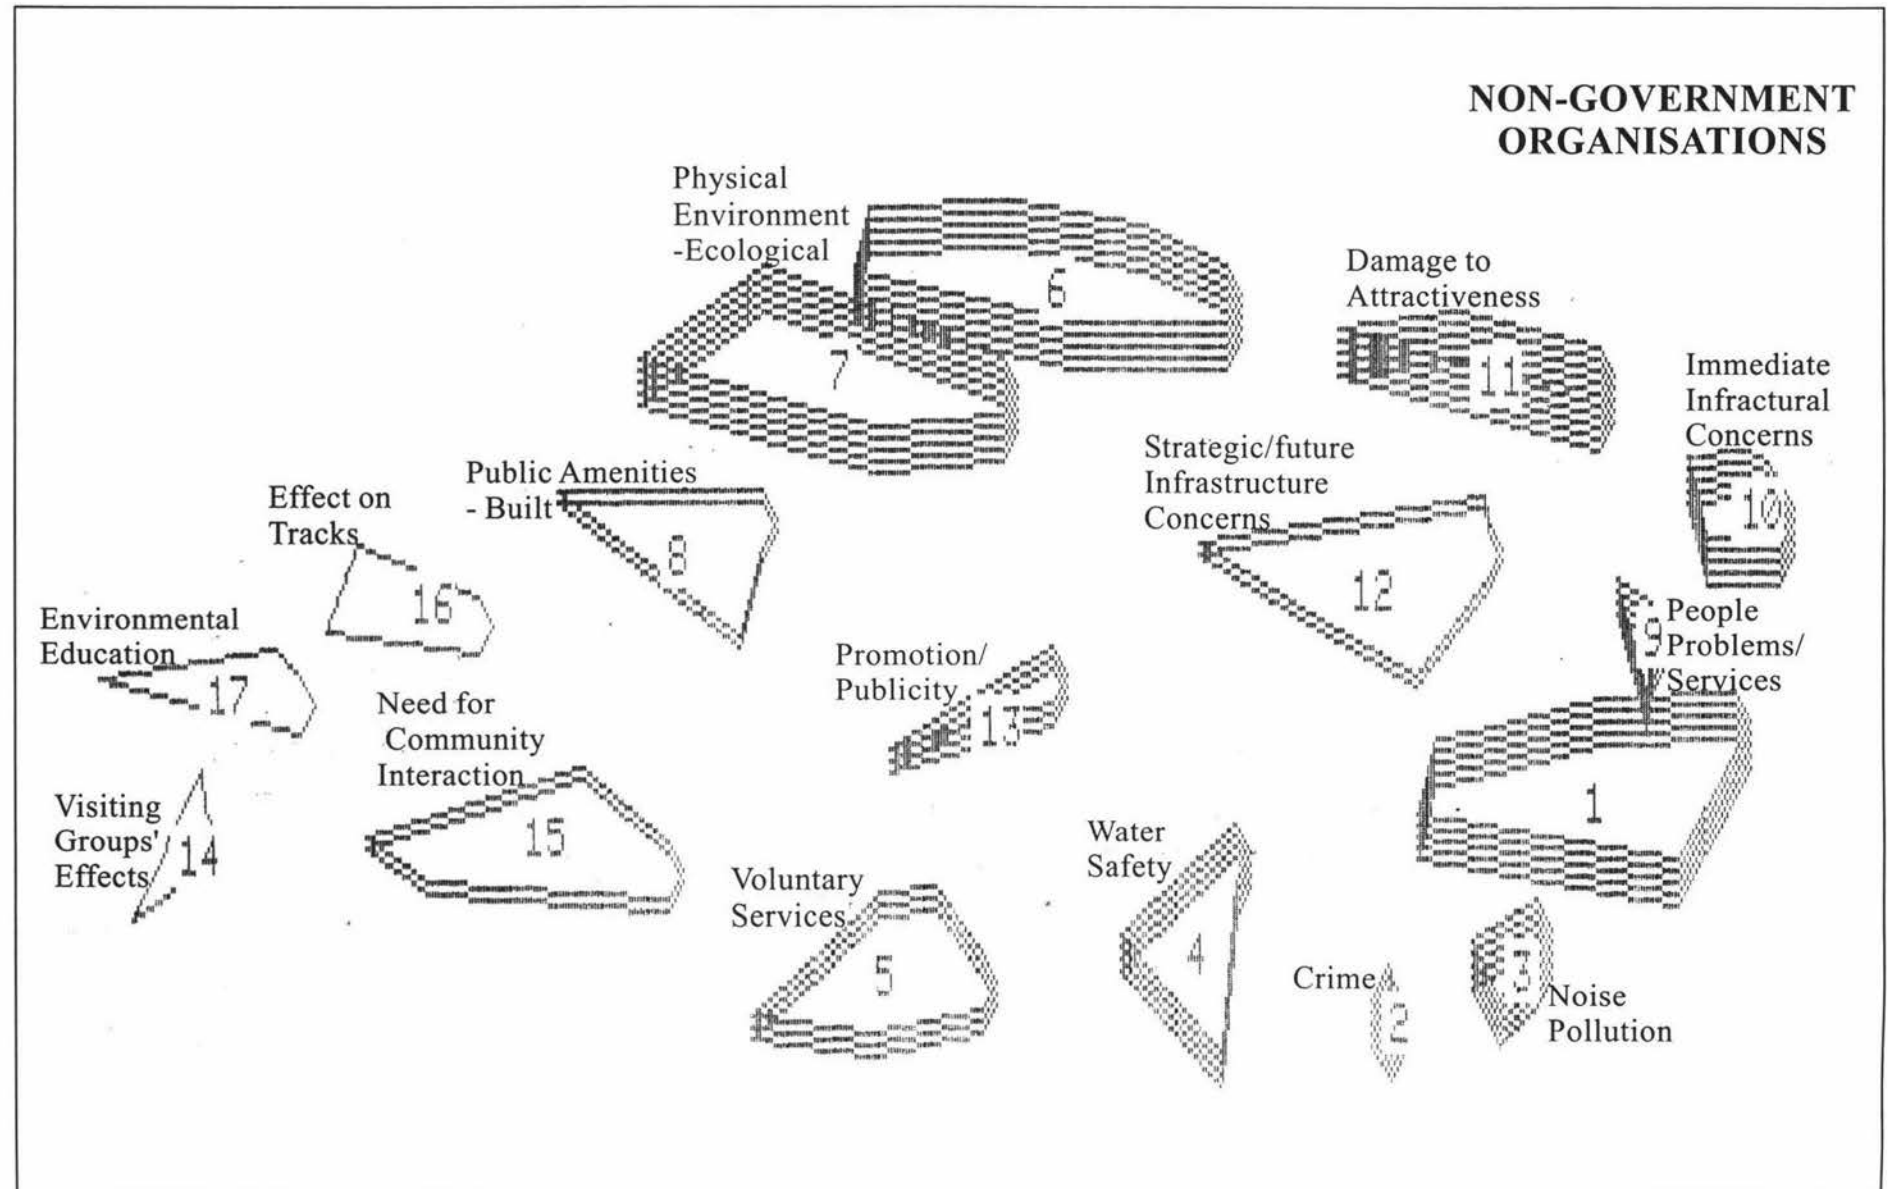 NON-GOVERNMENT
ORGANISATIONS
Physical
Environment
-Ecological
6
7
Damage to
Attractiveness
11
Immediate
Infractural
Concerns
10
Strategic/future
Infrastructure
Concerns
12
Public Amenities
- Built
8
Effect on
Tracks
16
Environmental
Education
17
People
Problems/
Services
9
Promotion/
Publicity
13
Need for
Community
Interaction
15
1
Visiting
Groups'
Effects
14
Water
Safety
4
Voluntary
Services
5
Crime
2
3
Noise
Pollution